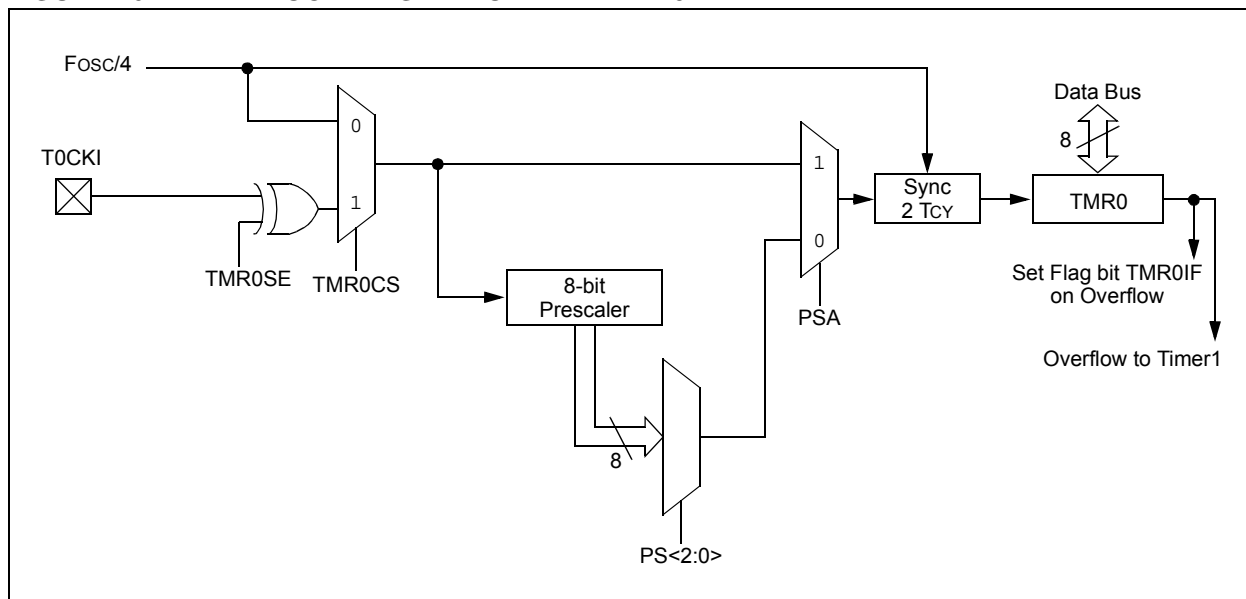 FOSC/4
Data Bus
8
0
T0CKI
1
Sync
2 TCY
TMR0
1
0
TMR0SE
TMR0CS
8-bit
Prescaler
PSA
Set Flag bit TMR0IF
on Overflow
Overflow to Timer1
8
PS<2:0>